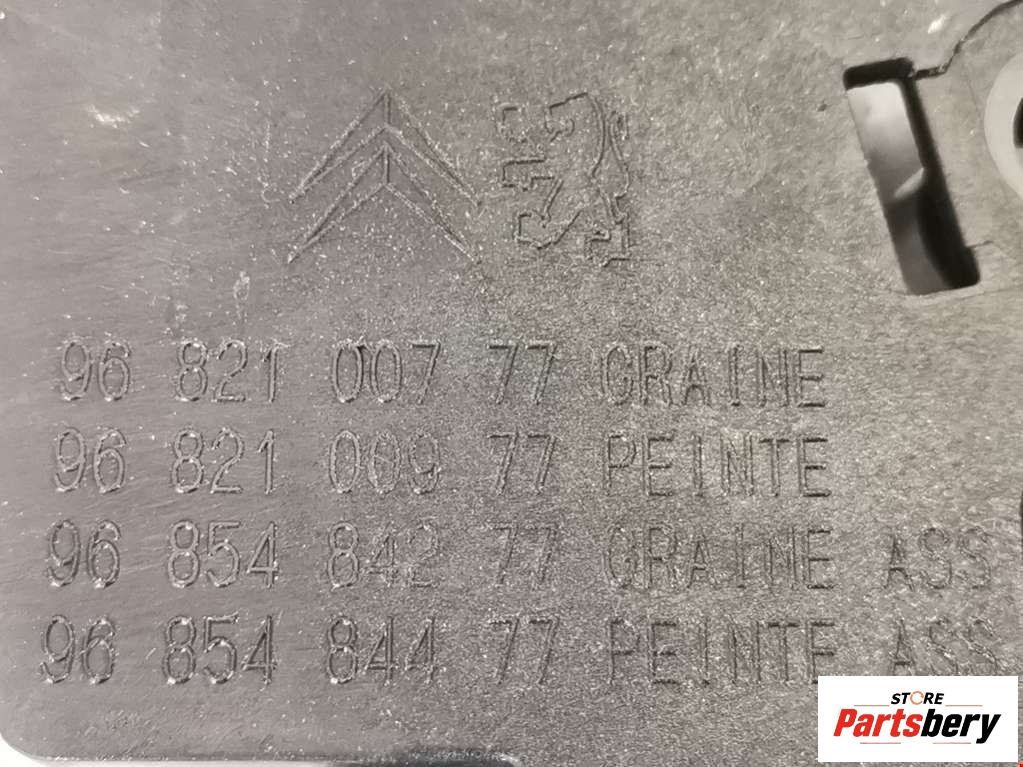 96 821 007 77 GRAINE
96 821 009 77 PEINTE
96 854 842 77 GRAINE ASS
96 854 844 77 PEINTE ASS
STORE
Partsbery